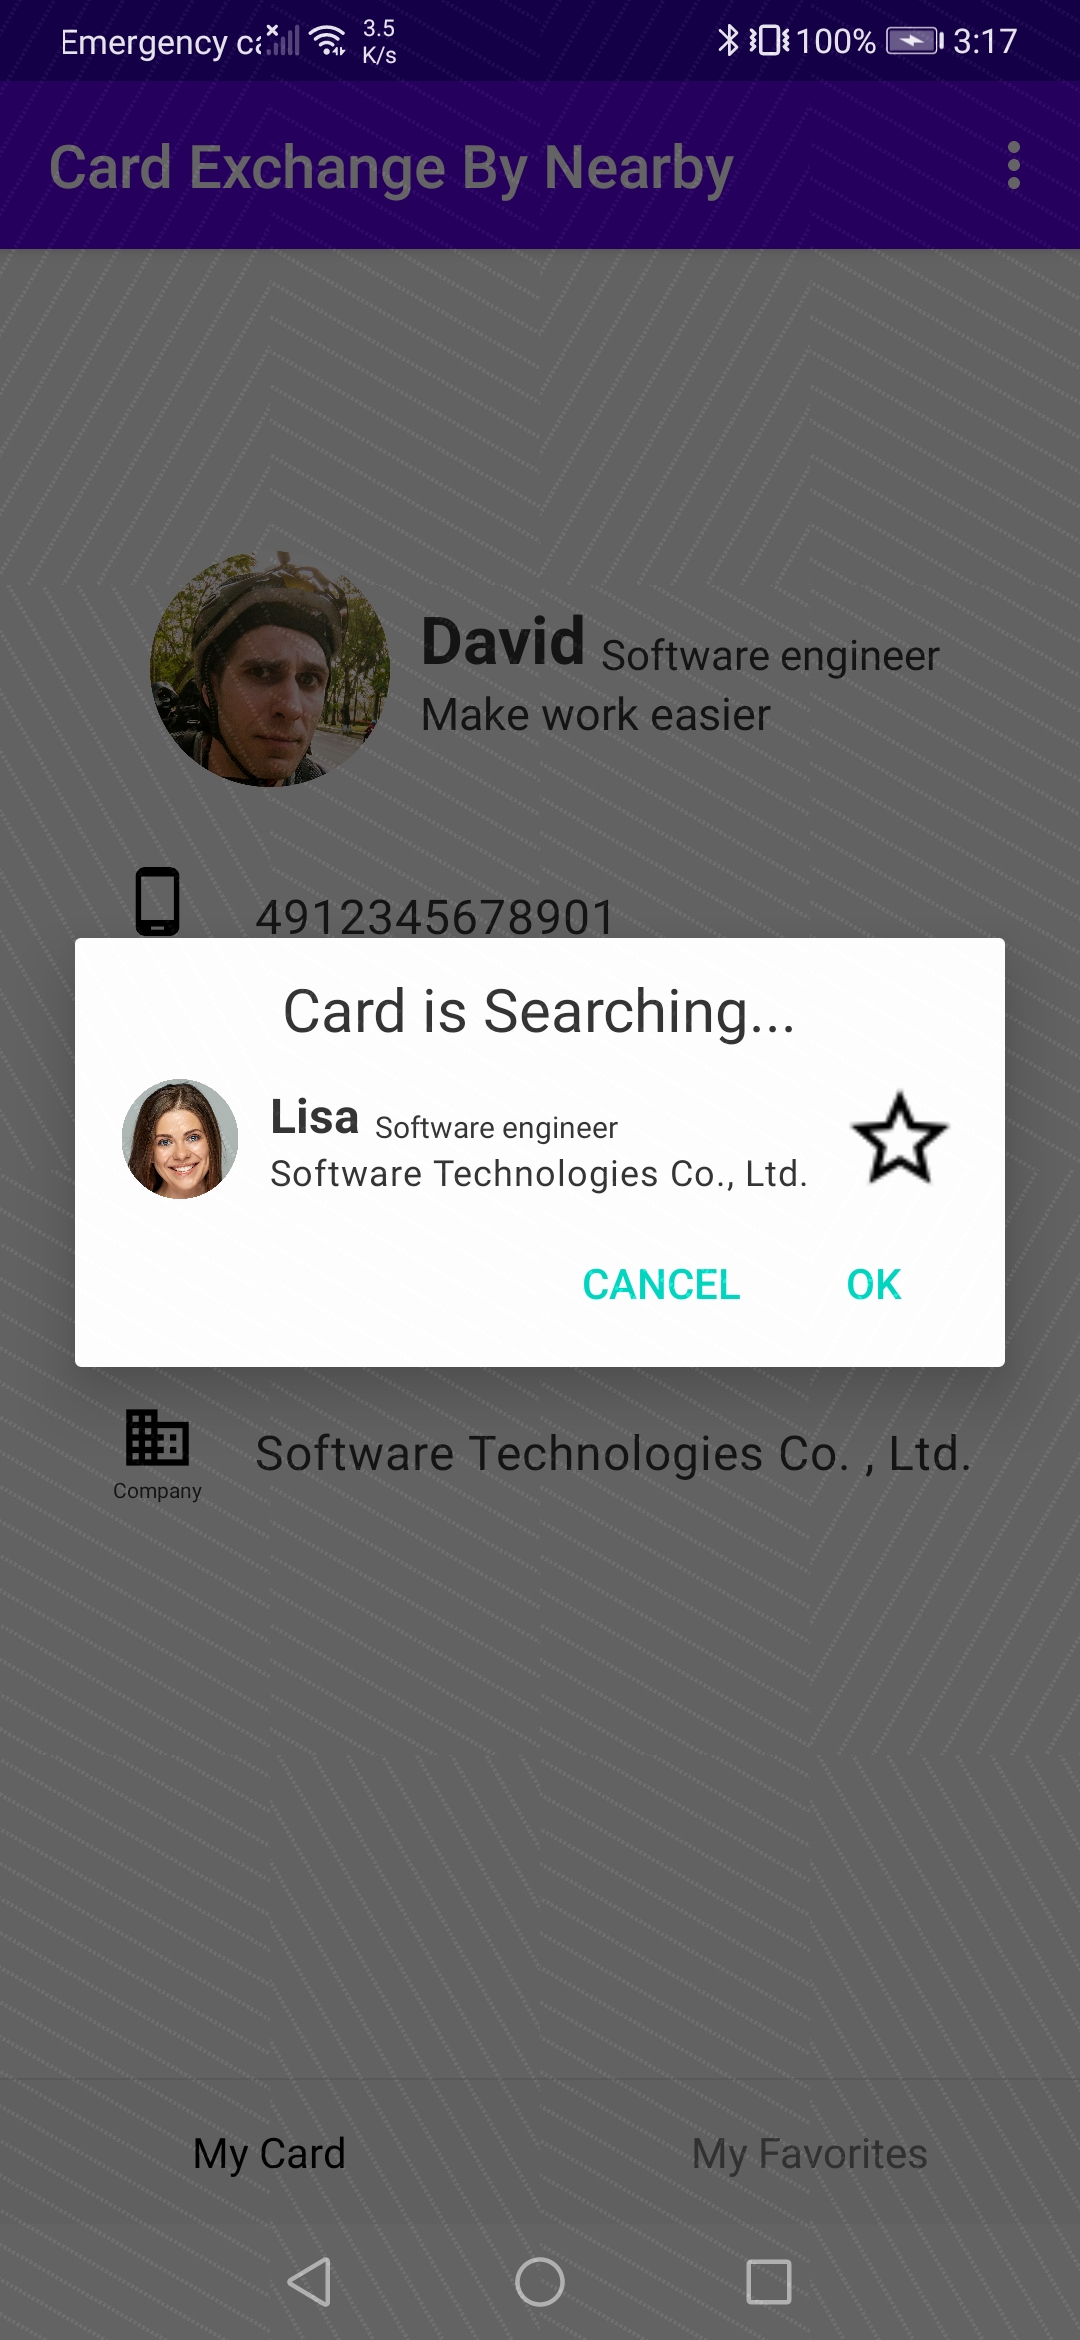 Emergency ca 3.5 K/s 100% 3:17
Card Exchange By Nearby
David Software engineer
Make work easier
4912345678901
Card is Searching...
Lisa Software engineer
Software Technologies Co., Ltd.
CANCEL OK
Software Technologies Co. , Ltd.
Company
My Card My Favorites